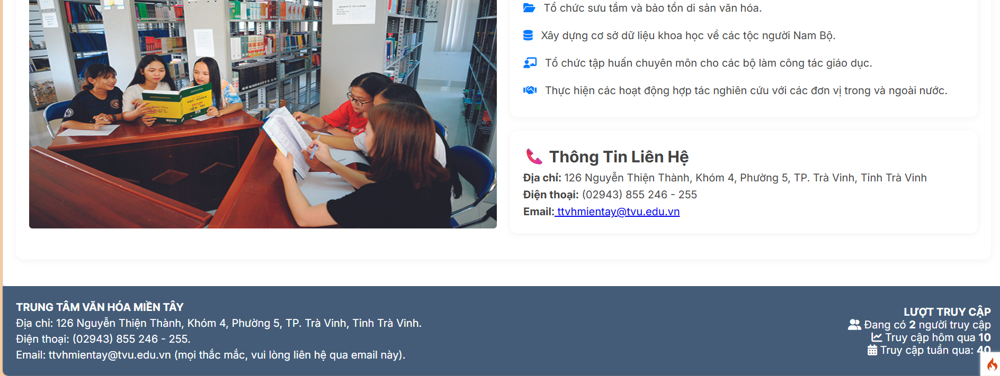 Tổ chức sưu tầm và bảo tồn di sản văn hóa.
Xây dựng cơ sở dữ liệu khoa học về các tộc người Nam Bộ.
Tổ chức tập huấn chuyên môn cho các bộ làm công tác giáo dục.
Thực hiện các hoạt động hợp tác nghiên cứu với các đơn vị trong và ngoài nước.
Thông Tin Liên Hệ
Địa chỉ: 126 Nguyễn Thiện Thành, Khóm 4, Phường 5, TP. Trà Vinh, Tỉnh Trà Vinh
Điện thoại: (02943) 855 246 - 255
Email: ttvhmientay@tvu.edu.vn
TRUNG TÂM VĂN HÓA MIỀN TÂY
Địa chỉ: 126 Nguyễn Thiện Thành, Khóm 4, Phường 5, TP. Trà Vinh, Tỉnh Trà Vinh.
Điện thoại: (02943) 855 246 - 255.
Email: ttvhmientay@tvu.edu.vn (mọi thắc mắc, vui lòng liên hệ qua email này).
LƯỢT TRUY CẬP
Đang có 2 người truy cập
Truy cập hôm qua 10
Truy cập tuần qua: 40